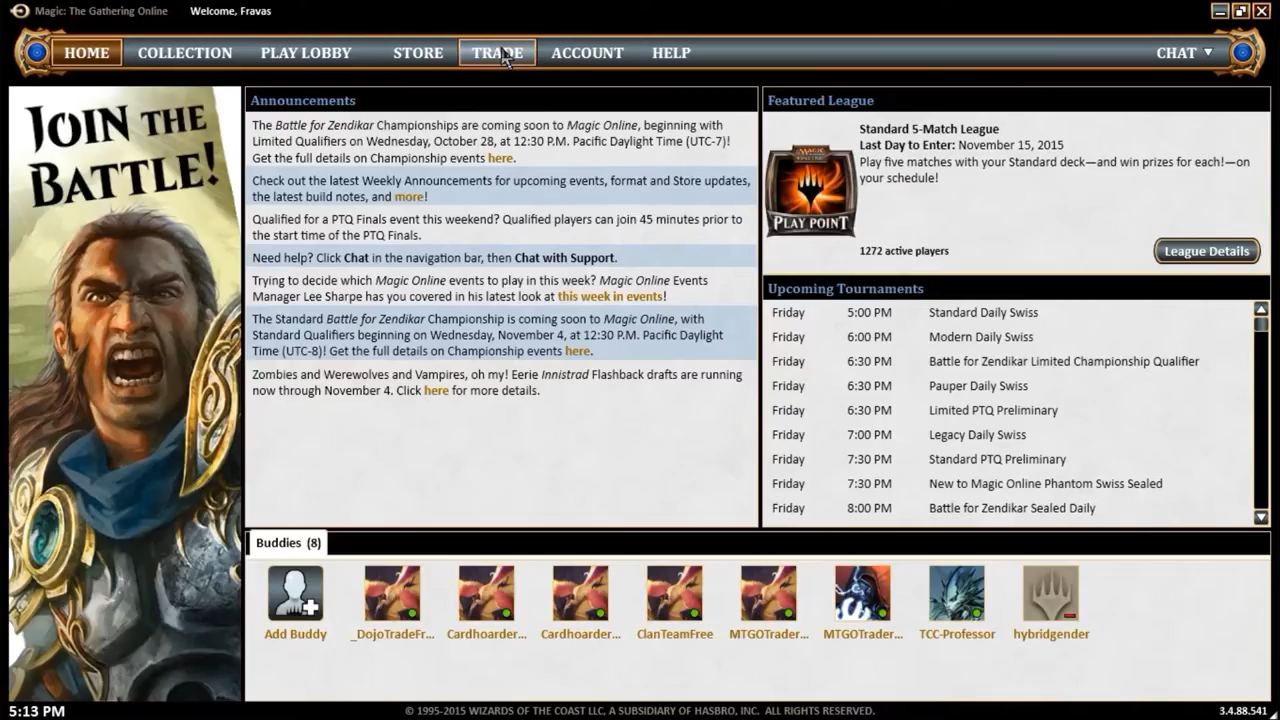 Magic: The Gathering Online
Welcome, Fravas
HOME
COLLECTION
PLAY LOBBY
STORE
TRADE
ACCOUNT
HELP
CHAT
JOIN THE
BATTLE!
Announcements
The Battle for Zendikar Championships are coming soon to Magic Online, beginning with
Limited Qualifiers on Wednesday, October 28, at 12:30 P.M. Pacific Daylight Time (UTC-7)!
Get the full details on Championship events here.
Check out the latest Weekly Announcements for upcoming events, format and Store updates,
the latest build notes, and more!
Qualified for a PTQ Finals event this weekend? Qualified players can join 45 minutes prior to
the start time of the PTQ Finals.
Need help? Click Chat in the navigation bar, then Chat with Support.
Trying to decide which Magic Online events to play in this week? Magic Online Events
Manager Lee Sharpe has you covered in his latest look at this week in events!
The Standard Battle for Zendikar Championship is coming soon to Magic Online, with
Standard Qualifiers beginning on Wednesday, November 4, at 12:30 P.M. Pacific Daylight
Time (UTC-8)! Get the full details on Championship events here.
Zombies and Werewolves and Vampires, oh my! Eerie Innistrad Flashback drafts are running
now through November 4. Click here for more details.
Featured League
PLAY POINT
Standard 5-Match League
Last Day to Enter: November 15, 2015
Play five matches with your Standard deck—and win prizes for each!—on
your schedule!
1272 active players
League Details
Upcoming Tournaments
Friday 5:00 PM Standard Daily Swiss
Friday 6:00 PM Modern Daily Swiss
Friday 6:30 PM Battle for Zendikar Limited Championship Qualifier
Friday 6:30 PM Pauper Daily Swiss
Friday 6:30 PM Limited PTQ Preliminary
Friday 7:00 PM Legacy Daily Swiss
Friday 7:30 PM Standard PTQ Preliminary
Friday 7:30 PM New to Magic Online Phantom Swiss Sealed
Friday 8:00 PM Battle for Zendikar Sealed Daily
Buddies (8)
Add Buddy
_DojoTradeFr...
Cardhoarder...
Cardhoarder...
ClanTeamFree
MTGOTrader...
MTGOTrader...
TCC-Professor
hybridgender
5:13 PM
© 1995-2015 WIZARDS OF THE COAST LLC, A SUBSIDIARY OF HASBRO, INC. ALL RIGHTS RESERVED.
3.4.88.541